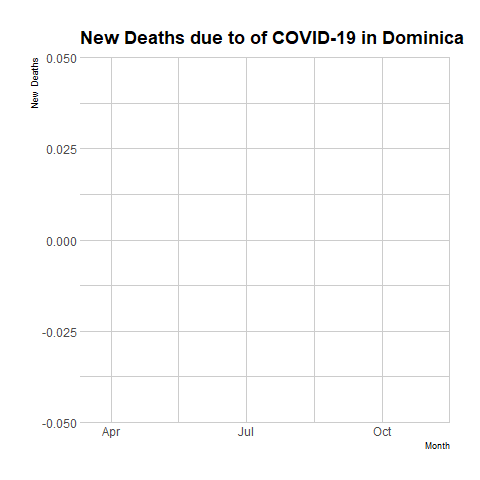 New Deaths due to of COVID-19 in Dominica
New Deaths
0.050
0.025
0.000
-0.025
-0.050
Apr Jul Oct
Month